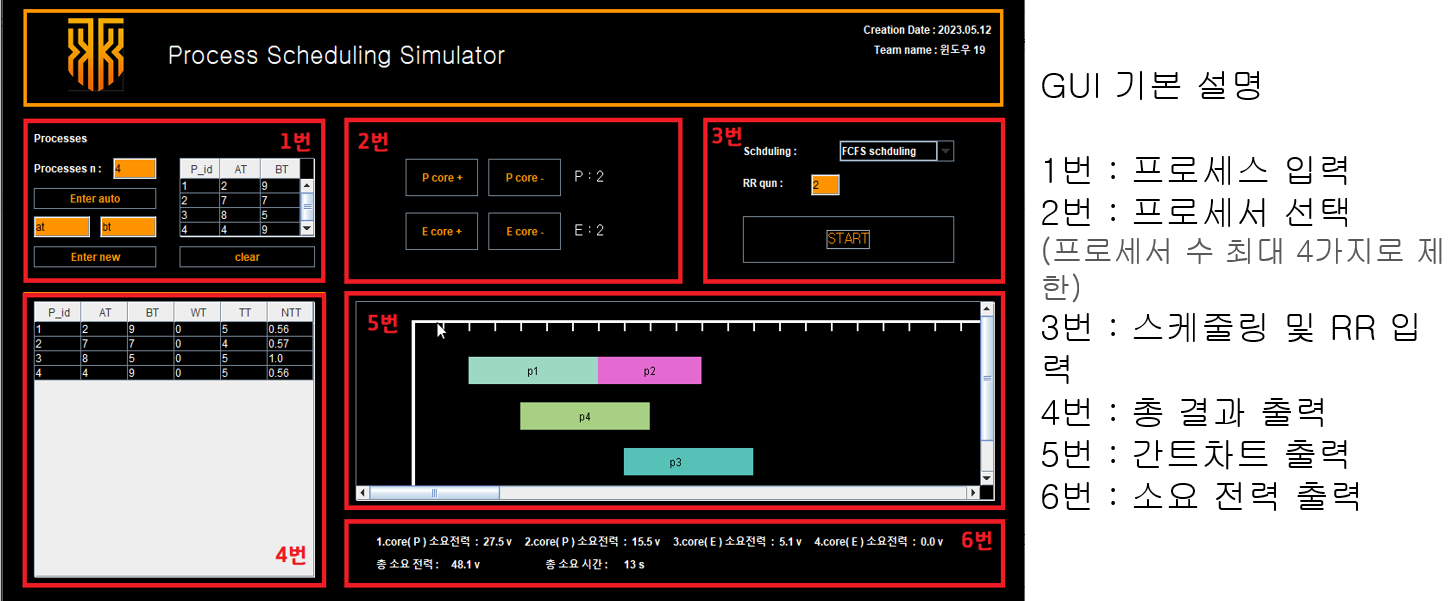 Process Scheduling Simulator
Creation Date : 2023.05.12
Team name : 윈도우 19
Processes
1번
Processes n :
4
Enter auto
at
bt
Enter new
P_id AT BT
1 2 9
2 7 7
3 8 5
4 4 9
clear
2번
P core +
P core -
P : 2
E core +
E core -
E : 2
3번
Schduling :
FCFS schduling
RR qun :
2
START
P_id AT BT WT TT NTT
1 2 9 0 5 0.56
2 7 7 0 4 0.57
3 8 5 0 5 1.0
4 4 9 0 5 0.56
4번
5번
p1
p2
p4
p3
1.core( P ) 소요전력 : 27.5 v 2.core( P ) 소요전력 : 15.5 v 3.core( E ) 소요전력 : 5.1 v 4.core( E ) 소요전력 : 0.0 v
6번
총 소요 전력 : 48.1 v 총 소요 시간 : 13 s
GUI 기본 설명
1번 : 프로세스 입력
2번 : 프로세서 선택
(프로세서 수 최대 4가지로 제
한)
3번 : 스케줄링 및 RR 입
력
4번 : 총 결과 출력
5번 : 간트차트 출력
6번 : 소요 전력 출력